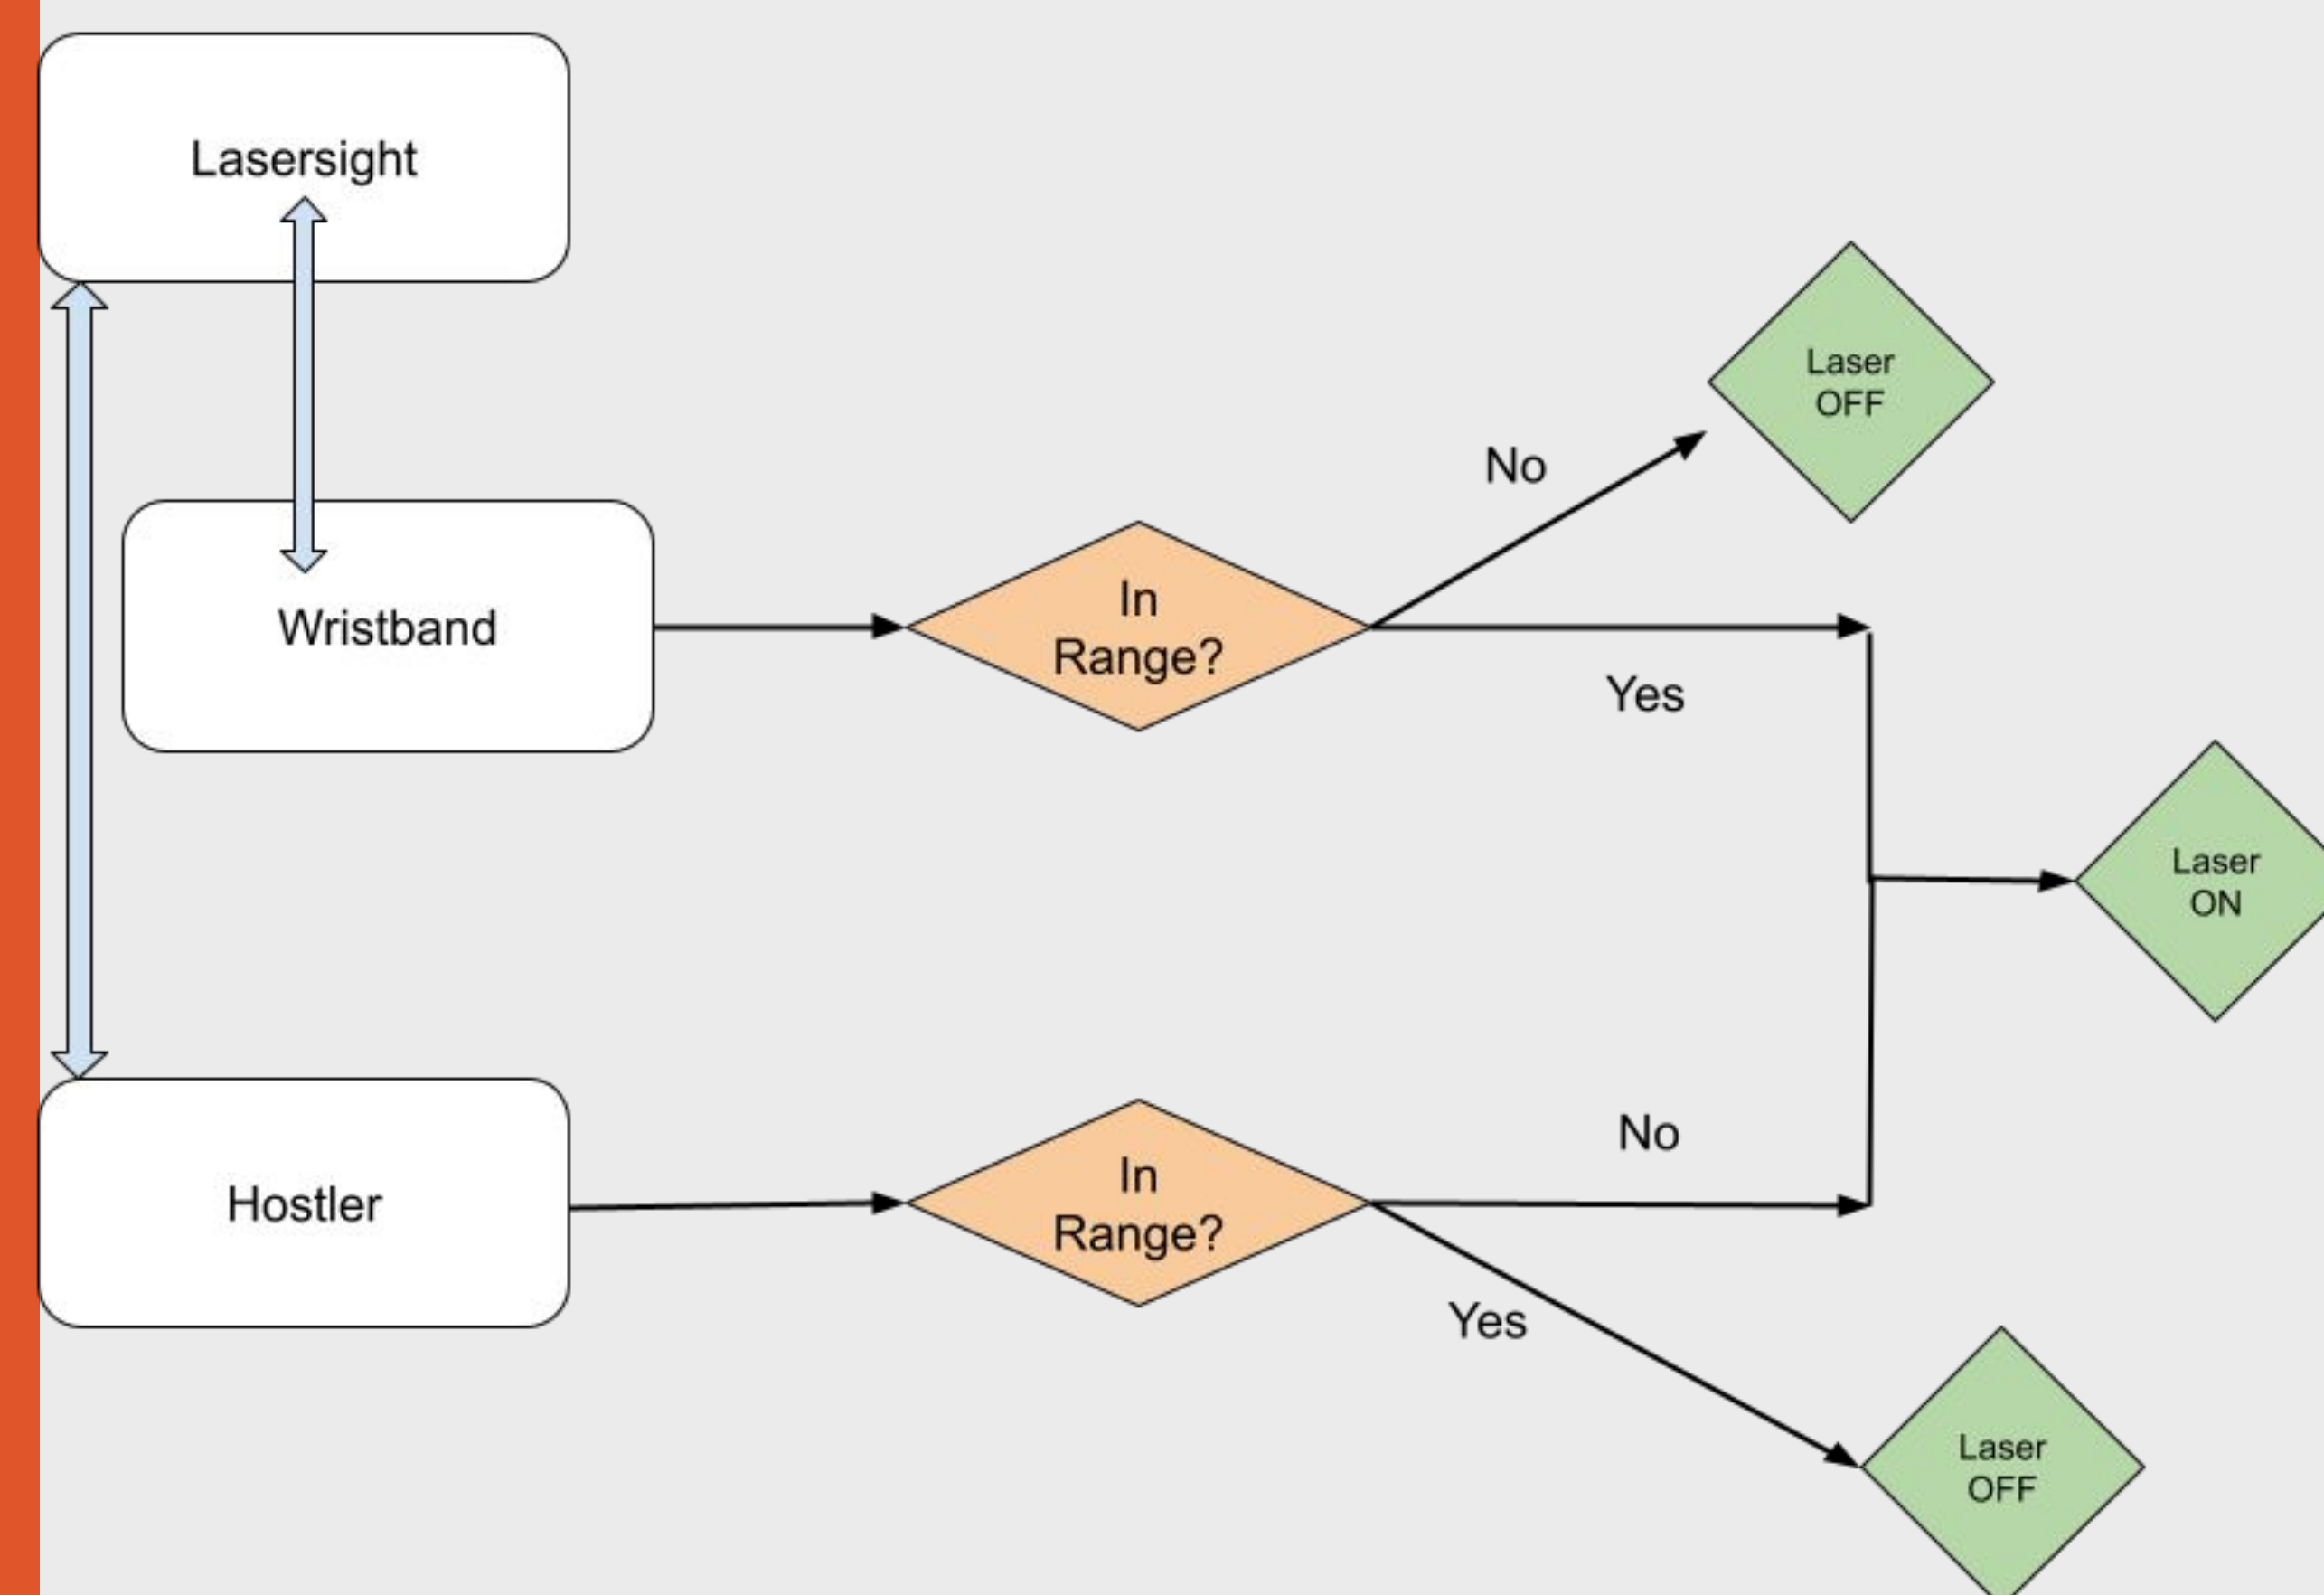 Lasersight
Laser
OFF
No
In
Range?
Wristband
Yes
Laser
ON
No
In
Range?
Hostler
Yes
Laser
OFF